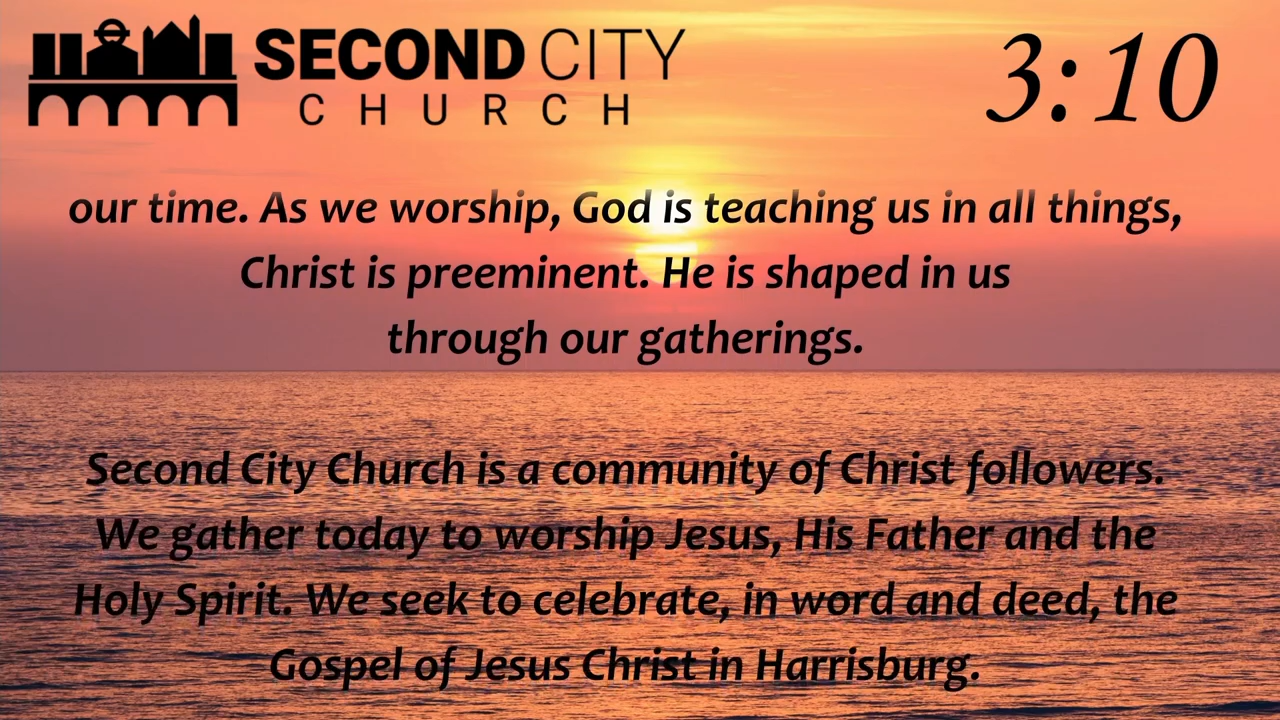 SECOND CITY
CHURCH
3:10
our time. As we worship, God is teaching us in all things,
Christ is preeminent. He is shaped in us
through our gatherings.
Second City Church is a community of Christ followers.
We gather today to worship Jesus, His Father and the
Holy Spirit. We seek to celebrate, in word and deed, the
Gospel of Jesus Christ in Harrisburg.